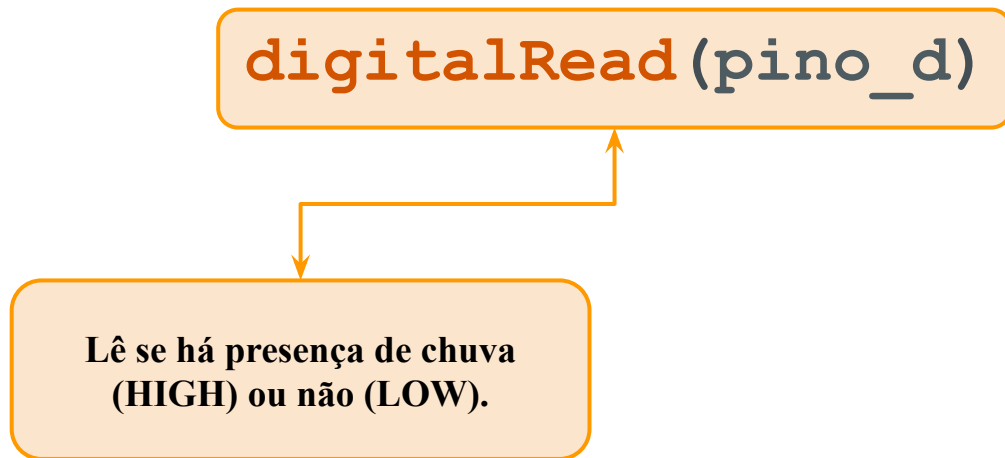 digitalRead(pino_d)
Lê se há presença de chuva
(HIGH) ou não (LOW).